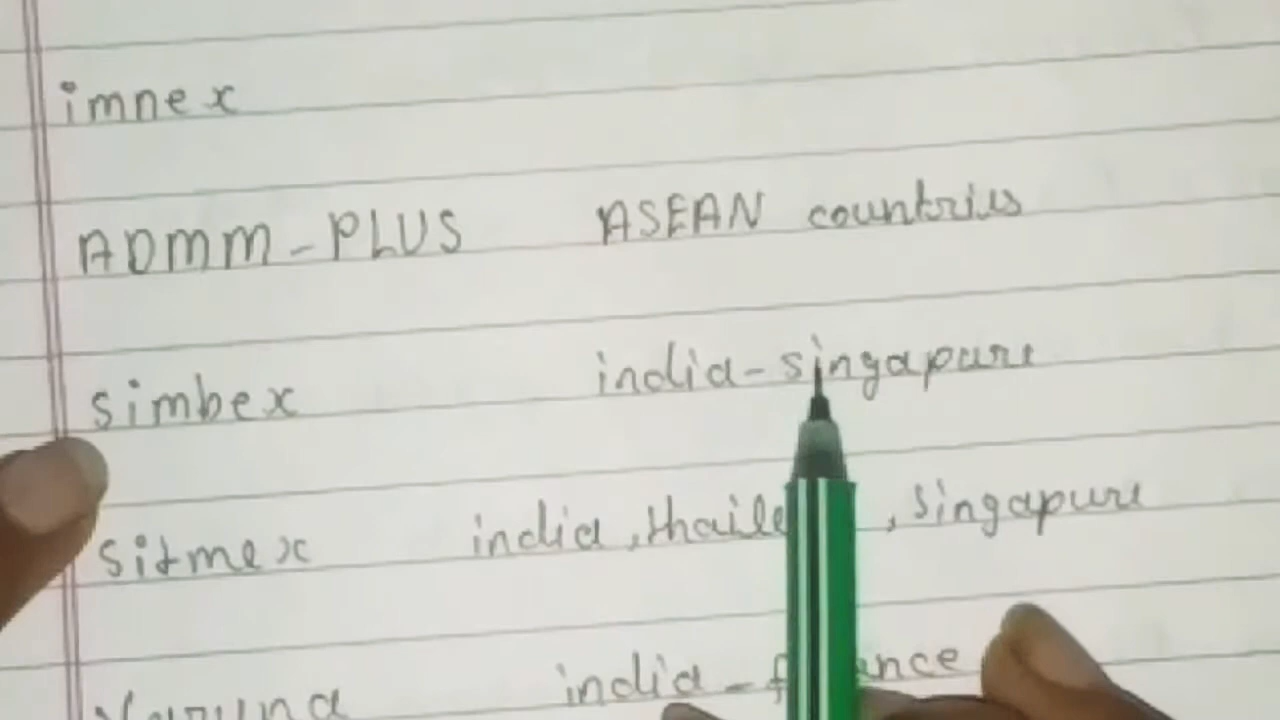 imnex
ADMM-PLUS ASEAN countries
simbex india-singapure
sitmex india, , singapure
india-